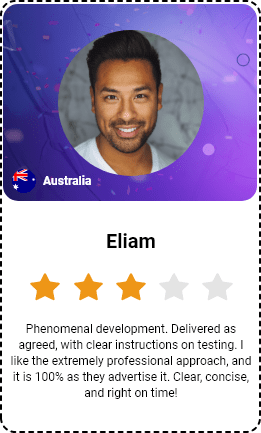 Australia
Eliam
Phenomenal development. Delivered as
agreed, with clear instructions on testing. I
like the extremely professional approach, and
it is 100% as they advertise it. Clear, concise,
and right on time!